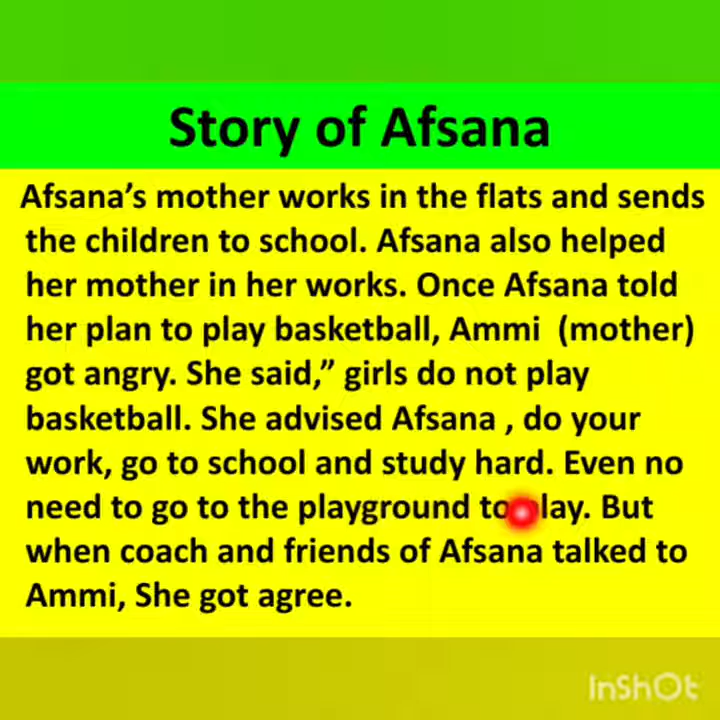 Story of Afsana
Afsana's mother works in the flats and sends
the children to school. Afsana also helped
her mother in her works. Once Afsana told
her plan to play basketball, Ammi (mother)
got angry. She said,” girls do not play
basketball. She advised Afsana , do your
work, go to school and study hard. Even no
need to go to the playground to play. But
when coach and friends of Afsana talked to
Ammi, She got agree.
InShOt